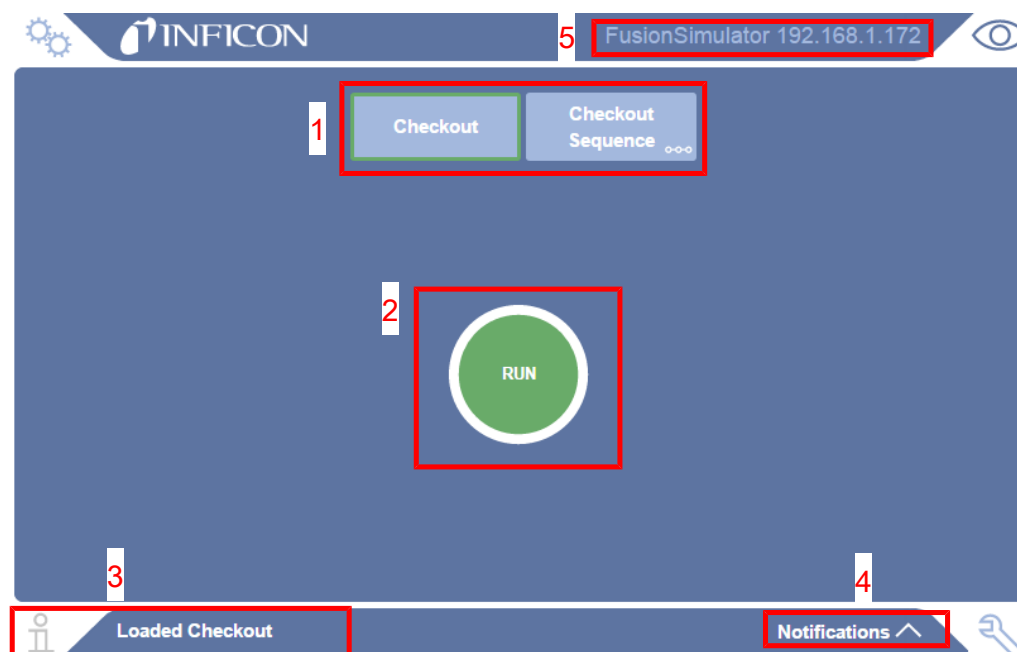 INFICON
5
FusionSimulator 192.168.1.172
1
Checkout
Checkout
Sequence
2
RUN
3
4
Loaded Checkout
Notifications